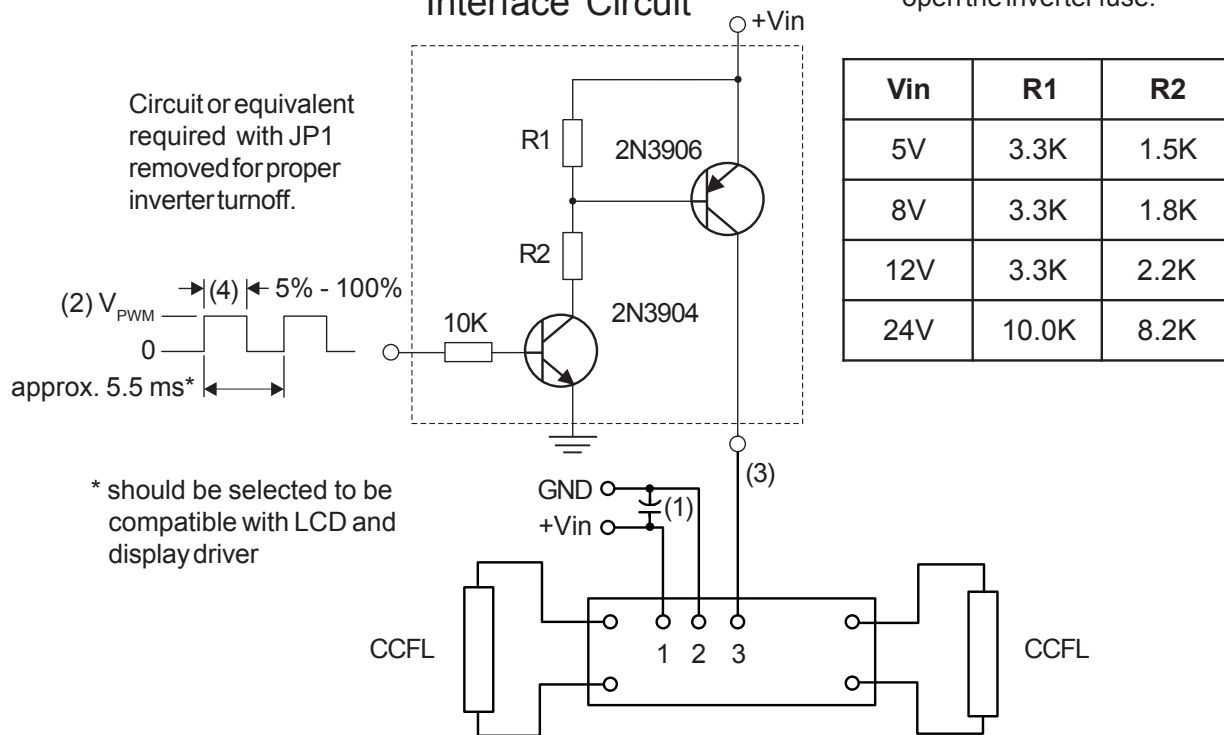 Interface Circuit
open the inverter fuse.
+Vin
Circuit or equivalent
required with JP1
removed for proper
inverter turnoff.
R1
2N3906
R2
2N3904
10K
(2) VPWM
(4)
5% - 100%
0
approx. 5.5 ms*
Vin R1 R2
5V 3.3K 1.5K
8V 3.3K 1.8K
12V 3.3K 2.2K
24V 10.0K 8.2K
* should be selected to be
compatible with LCD and
display driver
GND
+Vin
(1)
(3)
CCFL
1 2 3
CCFL